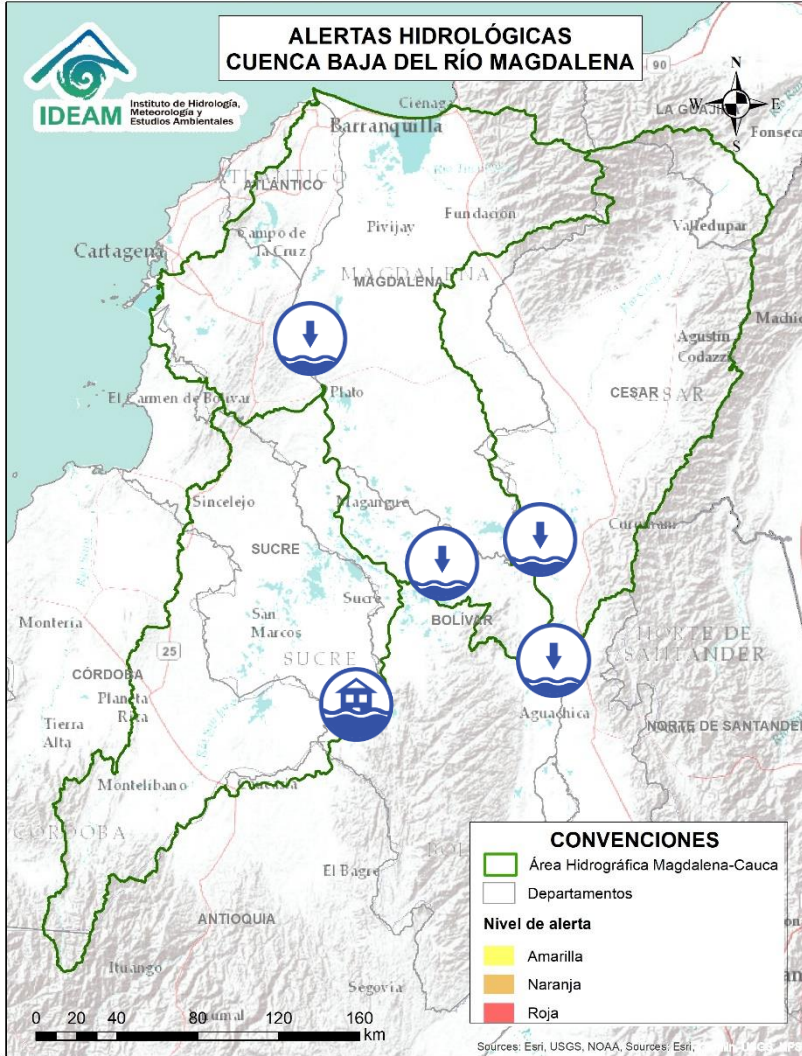 ALERTAS HIDROLÓGICAS
CUENCA BAJA DEL RÍO MAGDALENA
IDEAM
Instituto de Hidrología,
Meteorología y
Estudios Ambientales
N
W
E
S
90
LA GUAJIRA
Fonseca
Ciénaga
Barranquilla
ATLÁNTICO
ATLÁNTICO
Campo de
la Cruz
Pivijay
Fundación
Valledupar
Cartagena
MAGDALENA
MAGDALENA
Agustín
Codazzi
CESAR
CESAR
El Carmen de Bolívar
Plato
Sincelejo
Magangué
SUCRE
Sucre
BOLÍVAR
Montería
San
Marcos
25
SUCRE
NORTE DE
SANTANDER
CÓRDOBA
Planeta
Rica
Aguachica
Tierra
Alta
NORTE DE SANTANDER
Montelíbano
CÓRDOBA
El Bagre
ANTIOQUIA
Ituango
Segovia
CONVENCIONES
Área Hidrográfica Magdalena-Cauca
Departamentos
Nivel de alerta
Amarilla
Naranja
Roja
0 20 40 80 120 160
km
Sources: Esri, USGS, NOAA, Sources: Esri,